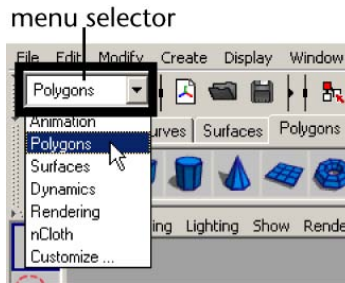 menu selector
File Edit Modify Create Display Window
Polygons
Animation
urves Surfaces Polygons
Polygons
Surfaces
Dynamics
Rendering
ing Lighting Show Rende
nCloth
Customize ...